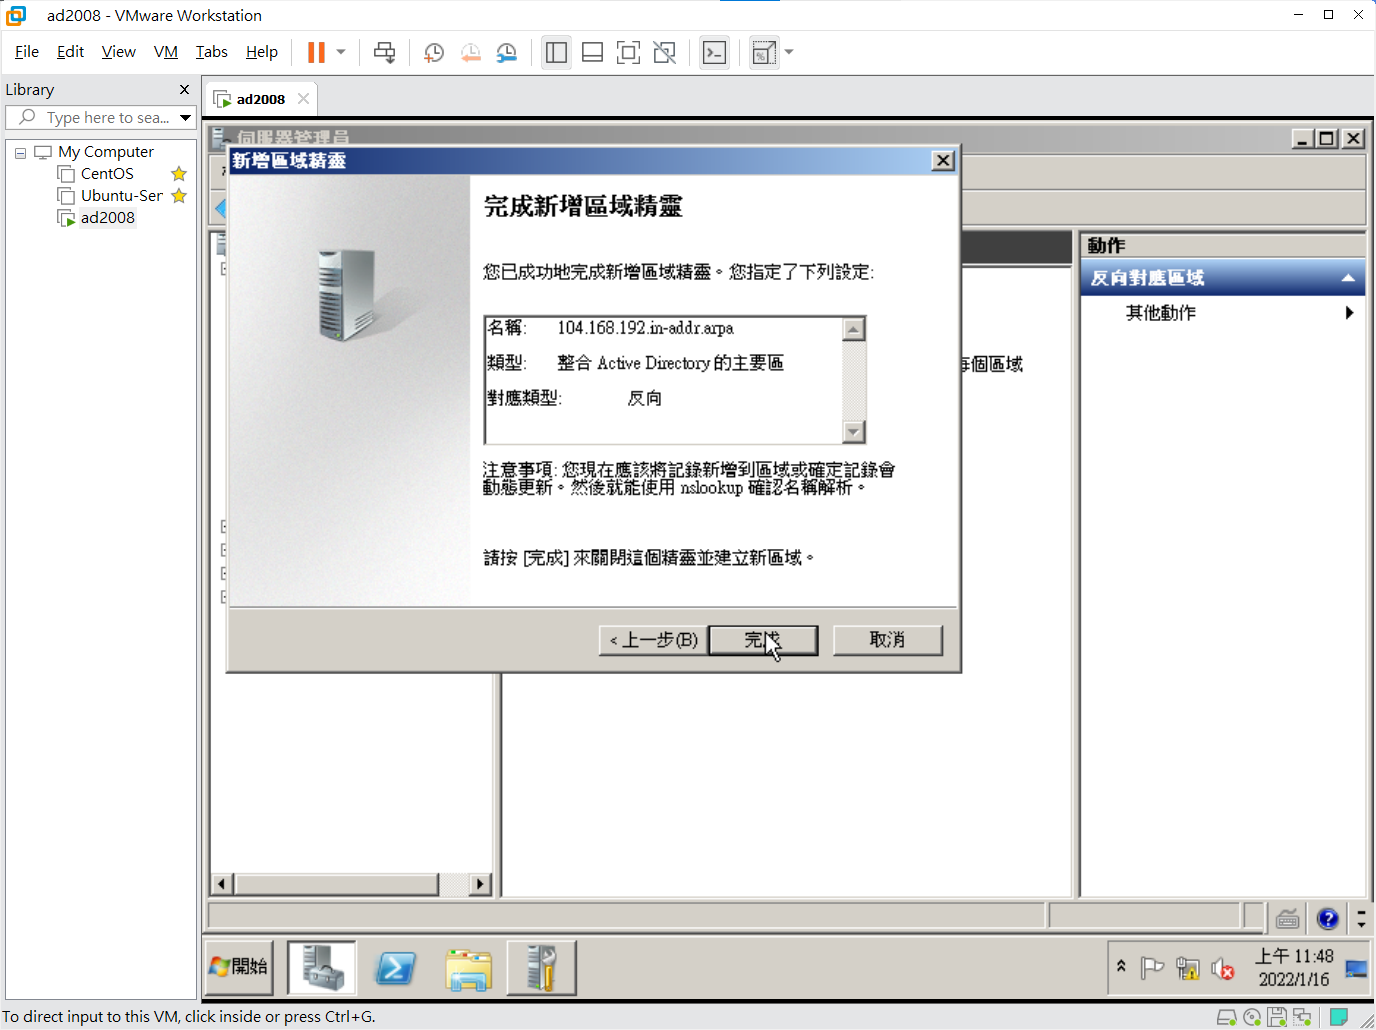 ad2008 - VMware Workstation
File Edit View VM Tabs Help
Library
Type here to sea...
My Computer
CentOS
Ubuntu-Ser
ad2008
ad2008
伺服器管理員
新增區域精靈
完成新增區域精靈
您已成功地完成新增區域精靈。您指定了下列設定:
名稱: 104.168.192.in-addr.arpa
類型: 整合 Active Directory 的主要區
對應類型: 反向
注意事項: 您現在應該將記錄新增到區域或確定記錄會
動態更新。然後就能使用 nslookup 確認名稱解析。
請按 [完成] 來關閉這個精靈並建立新區域。
< 上一步(B)
完成
取消
每個區域
動作
反向對應區域
其他動作
開始
上午 11:48
2022/1/16
To direct input to this VM, click inside or press Ctrl+G.